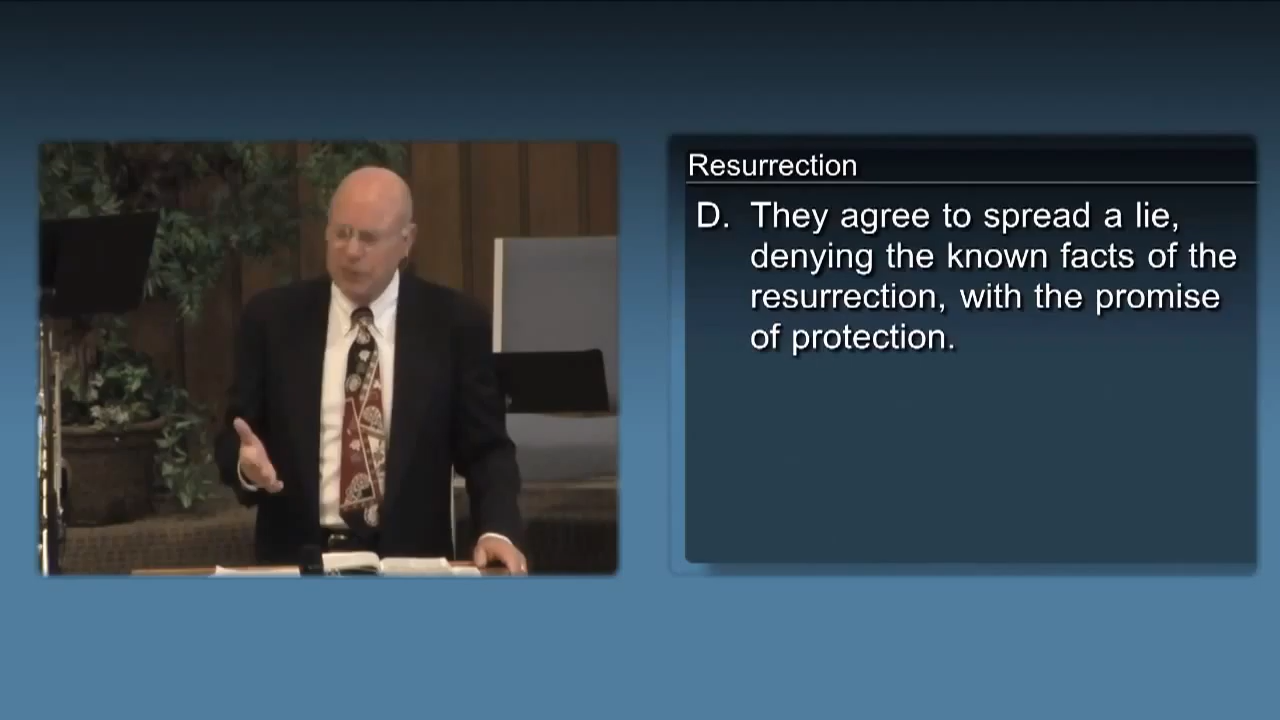 Resurrection
D. They agree to spread a lie,
denying the known facts of the
resurrection, with the promise
of protection.